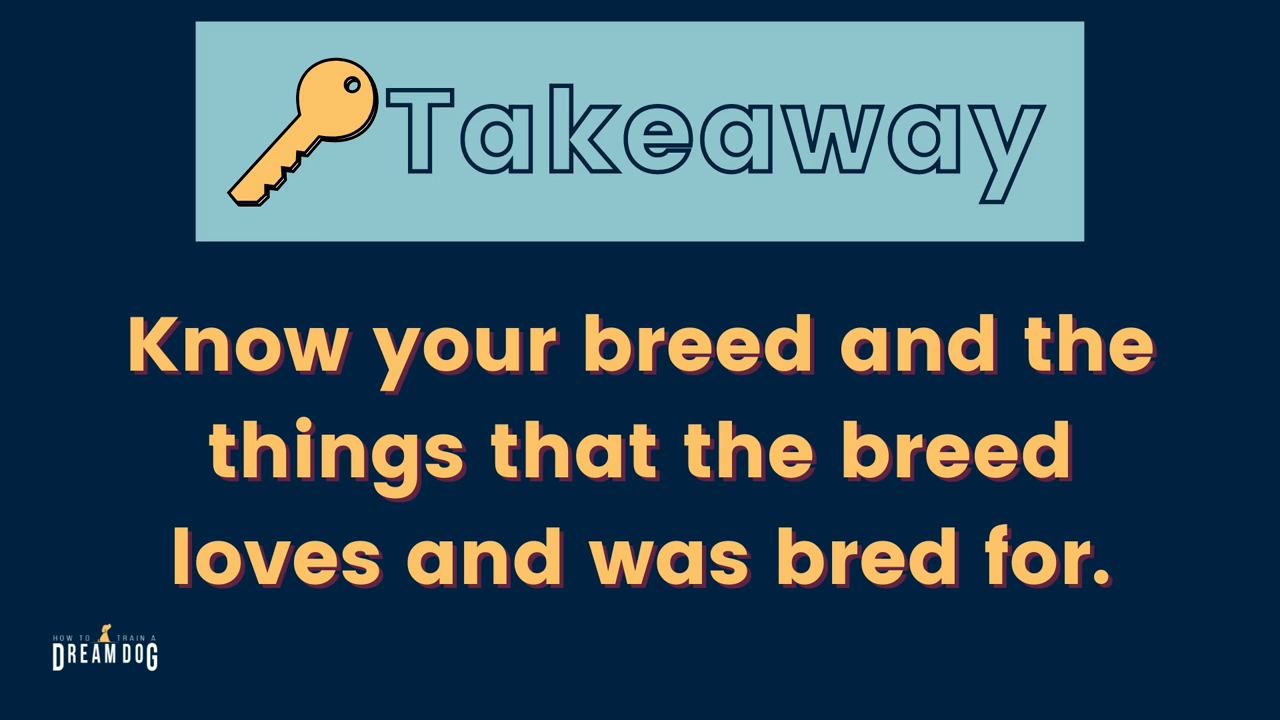 Takeaway
Know your breed and the
things that the breed
loves and was bred for.
HOW TO TRAIN A
DREAM DOG